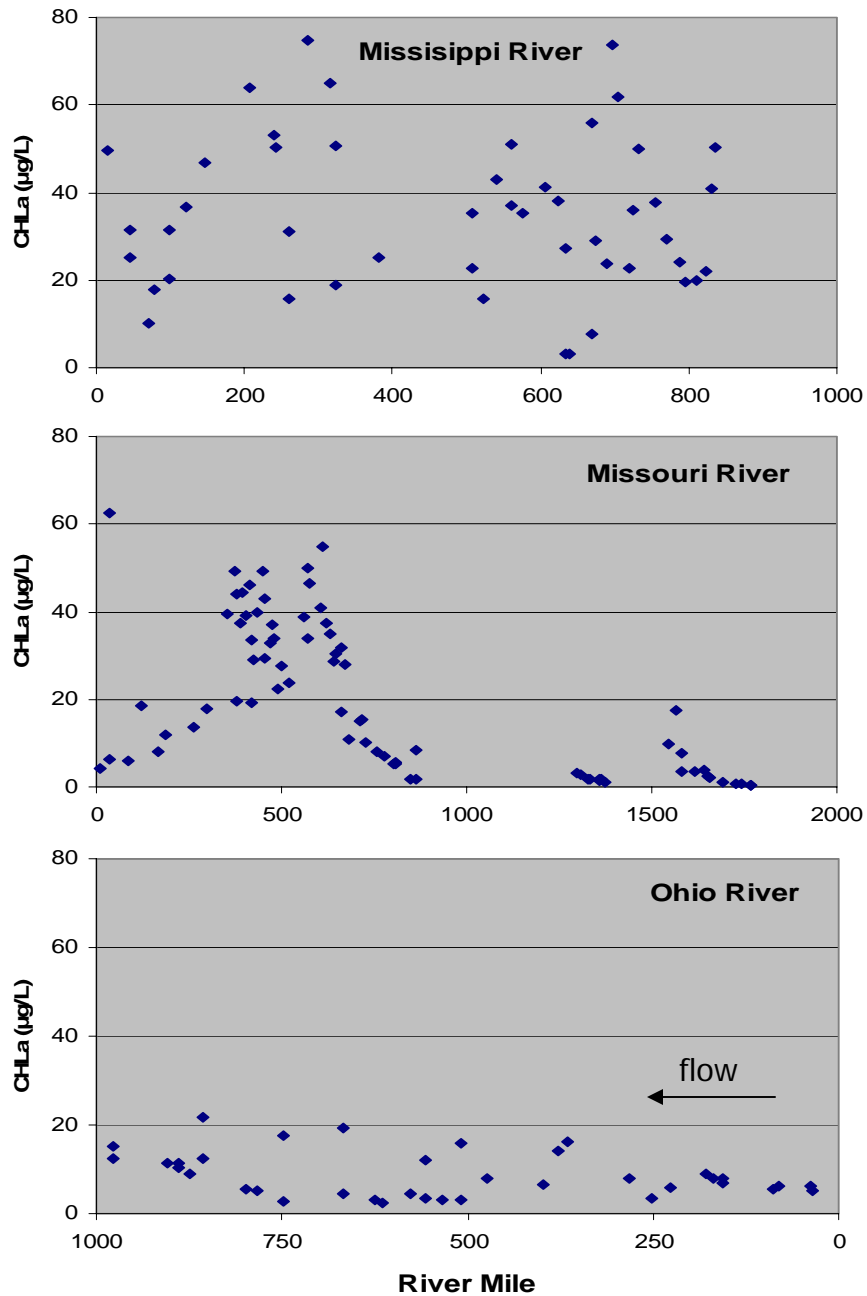 Missisippi River
CHLa (µg/L)
80
60
40
20
0
0 200 400 600 800 1000
Missouri River
CHLa (µg/L)
80
60
40
20
0
0 500 1000 1500 2000
Ohio River
CHLa (µg/L)
80
60
40
20
0
flow
1000 750 500 250 0
River Mile